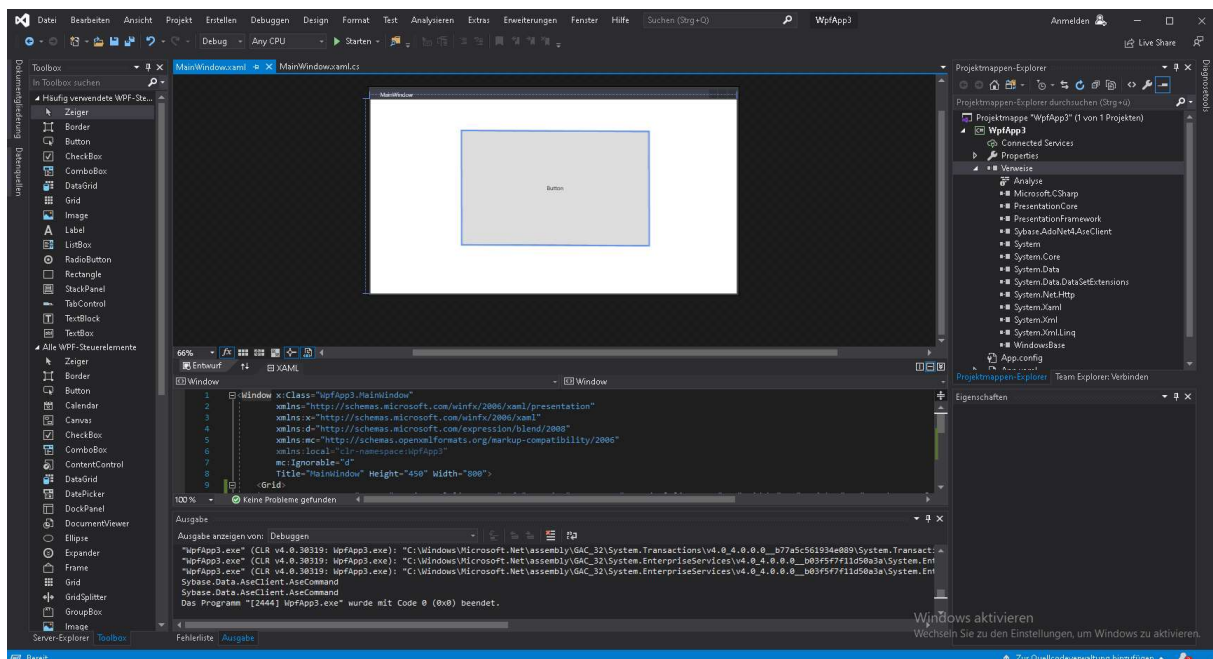 Datei Bearbeiten Ansicht Projekt Erstellen Debuggen Design Format Test Analysieren Extras Erweiterungen Fenster Hilfe Suchen (Strg+Q) WpfApp3 Anmelden
Debug Any CPU Starten Live Share
Dokumentgliederung
Datenquellen
Toolbox
In Toolbox suchen
Häufig verwendete WPF-Ste...
Zeiger
Border
Button
CheckBox
ComboBox
DataGrid
Grid
Image
Label
ListBox
RadioButton
Rectangle
StackPanel
TabControl
TextBlock
TextBox
Alle WPF-Steuerelemente
Zeiger
Border
Button
Calendar
Canvas
CheckBox
ComboBox
ContentControl
DataGrid
DatePicker
DockPanel
DocumentViewer
Ellipse
Expander
Frame
Grid
GridSplitter
GroupBox
Image
Server-Explorer Toolbox
MainWindow.xaml MainWindow.xaml.cs
MainWindow
Button
66%
Entwurf XAML
Window Window
1 <Window x:Class="WpfApp3.MainWindow"
2 xmlns="http://schemas.microsoft.com/winfx/2006/xaml/presentation"
3 xmlns:x="http://schemas.microsoft.com/winfx/2006/xaml"
4 xmlns:d="http://schemas.microsoft.com/expression/blend/2008"
5 xmlns:mc="http://schemas.openxmlformats.org/markup-compatibility/2006"
6 xmlns:local="clr-namespace:WpfApp3"
7 mc:Ignorable="d"
8 Title="MainWindow" Height="450" Width="800">
9 <Grid>
100 % Keine Probleme gefunden
Ausgabe
Ausgabe anzeigen von: Debuggen
"WpfApp3.exe" (CLR v4.0.30319: WpfApp3.exe): "C:\Windows\Microsoft.Net\assembly\GAC_32\System.Transactions\v4.0_4.0.0.0__b77a5c561934e089\System.Transact
"WpfApp3.exe" (CLR v4.0.30319: WpfApp3.exe): "C:\Windows\Microsoft.Net\assembly\GAC_32\System.EnterpriseServices\v4.0_4.0.0.0__b03f5f7f11d50a3a\System.Ent
"WpfApp3.exe" (CLR v4.0.30319: WpfApp3.exe): "C:\Windows\Microsoft.Net\assembly\GAC_32\System.EnterpriseServices\v4.0_4.0.0.0__b03f5f7f11d50a3a\System.Ent
Sybase.Data.AseClient.AseCommand
Sybase.Data.AseClient.AseCommand
Das Programm "[2444] WpfApp3.exe" wurde mit Code 0 (0x0) beendet.
Fehlerliste Ausgabe
Projektmappen-Explorer
Projektmappen-Explorer durchsuchen (Strg+ü)
Projektmappe "WpfApp3" (1 von 1 Projekten)
WpfApp3
Connected Services
Properties
Verweise
Analyse
Microsoft.CSharp
PresentationCore
PresentationFramework
Sybase.AdoNet4.AseClient
System
System.Core
System.Data
System.Data.DataSetExtensions
System.Net.Http
System.Xaml
System.Xml
System.Xml.Linq
WindowsBase
App.config
Projektmappen-Explorer Team Explorer: Verbinden
Eigenschaften
Diagnosetools
Windows aktivieren
Wechseln Sie zu den Einstellungen, um Windows zu aktivieren.
Bereit Zur Quellcodeverwaltung hinzufügen